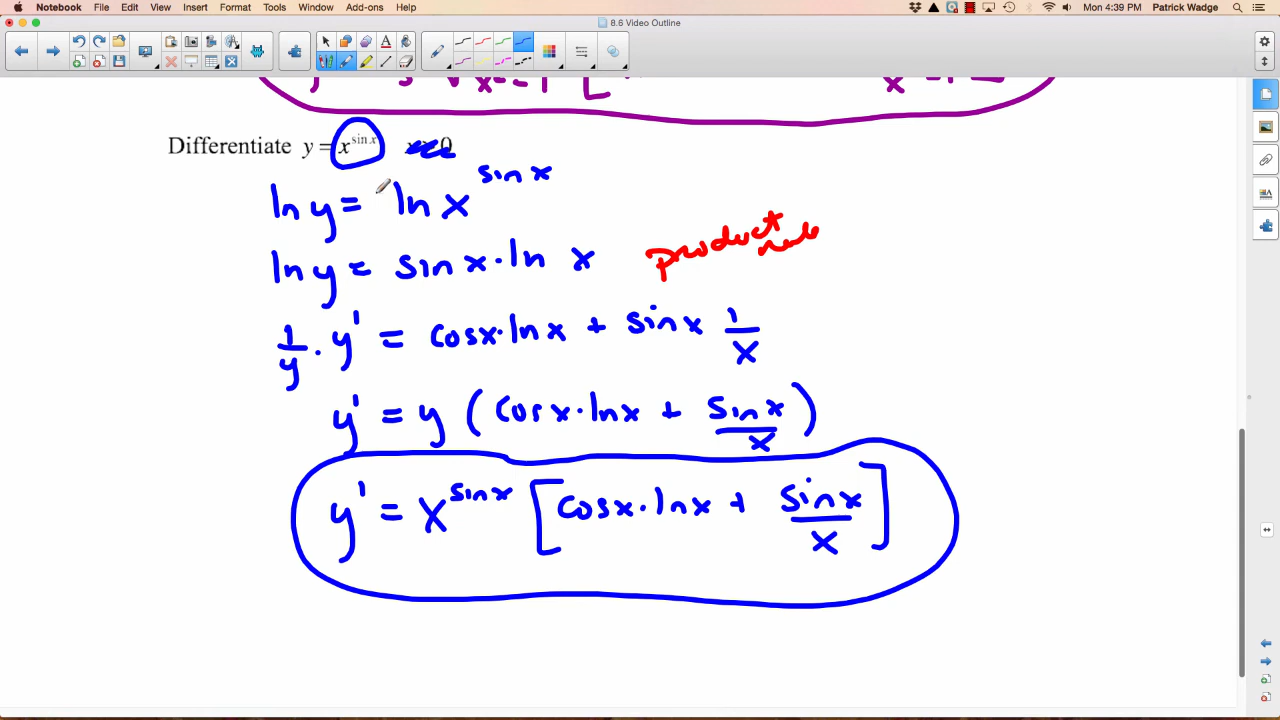 Notebook File Edit View Insert Format Tools Window Add-ons Help Mon 4:39 PM Patrick Wadge
8.6 Video Outline
Differentiate y = x^{sin x} 0
ln y = ln x^{sin x}
ln y = sin x · ln x product rule
1/y · y' = cos x · ln x + sin x 1/x
y' = y (cos x · ln x + sin x / x)
y' = x^{sin x} [cos x · ln x + sin x / x]